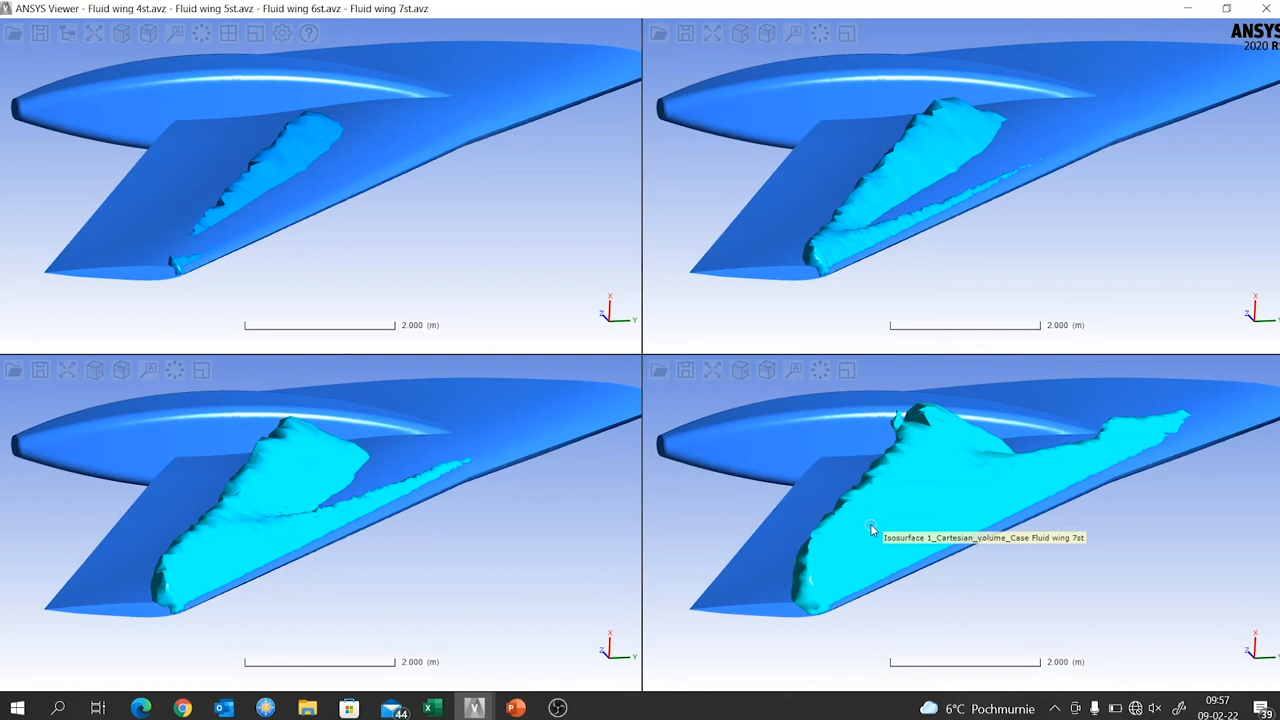 ANSYS Viewer - Fluid wing 4st.avz - Fluid wing 5st.avz - Fluid wing 6st.avz - Fluid wing 7st.avz
ANSYS
2020 R
X
Y
Z
2.000 (m)
X
Y
Z
2.000 (m)
X
Y
Z
2.000 (m)
Isosurface 1_Cartesian_volume_Case Fluid wing 7st
X
Y
Z
2.000 (m)
44
6°C Pochmurnie
09:57
09-02-22
39